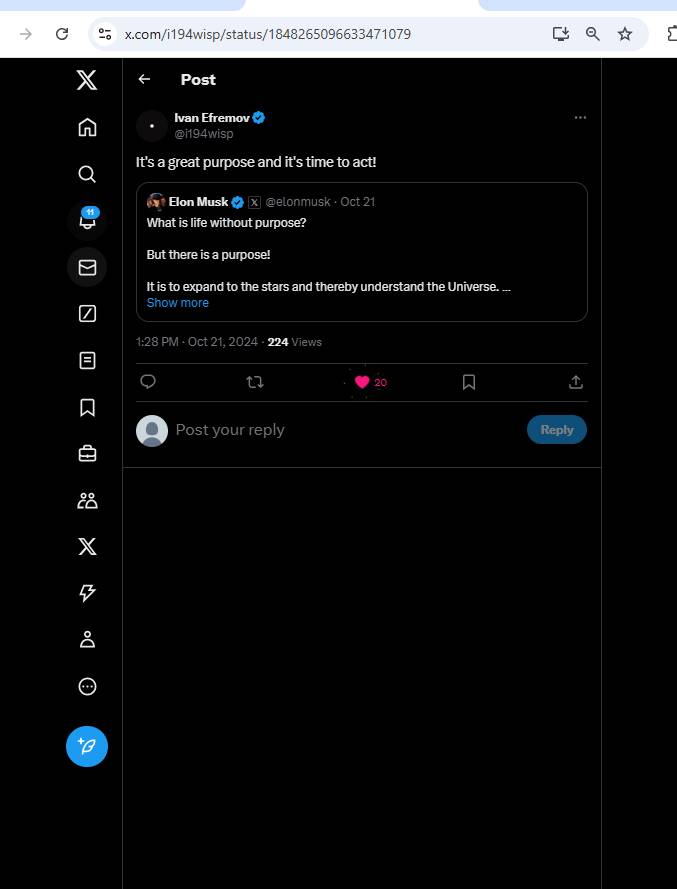 x.com/i194wisp/status/1848265096633471079
Post
Ivan Efremov
@i194wisp
It's a great purpose and it's time to act!
Elon Musk @elonmusk · Oct 21
What is life without purpose?
But there is a purpose!
It is to expand to the stars and thereby understand the Universe. ...
Show more
1:28 PM · Oct 21, 2024 · 224 Views
20
Post your reply
Reply
11